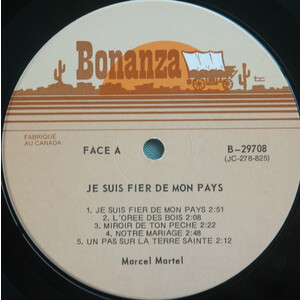 Bonanza
tc
FABRIQUÉ
AU CANADA
FACE A
B-29708
(JC-278-825)
JE SUIS FIER DE MON PAYS
1. JE SUIS FIER DE MON PAYS 2:51
2. L'OREE DES BOIS 2:08
3. MIROIR DE TON PECHE 2:22
4. NOTRE MARIAGE 2:48
5. UN PAS SUR LA TERRE SAINTE 2:12
Marcel Martel